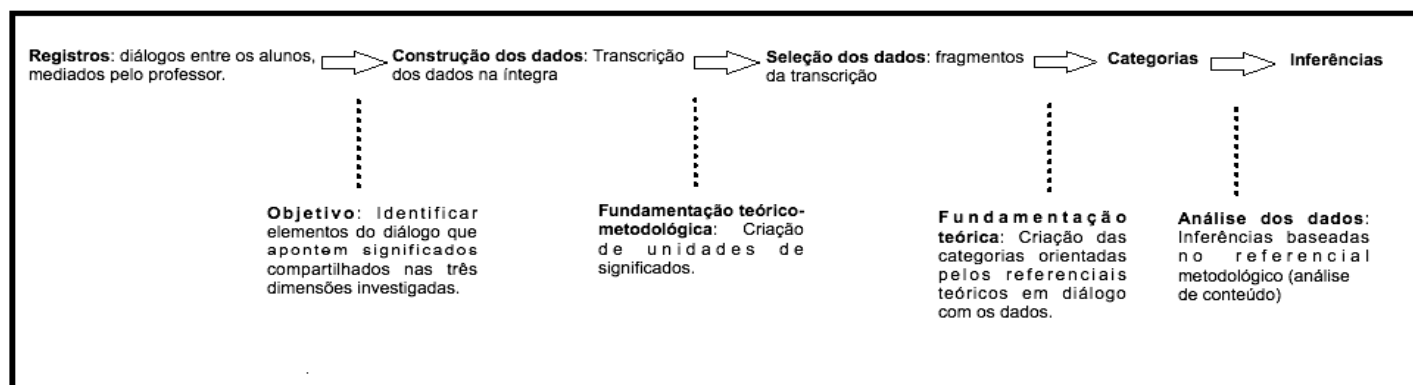 Registros: diálogos entre os alunos,
mediados pelo professor.
Construção dos dados: Transcrição
dos dados na íntegra
Seleção dos dados: fragmentos
da transcrição
Categorias
Inferências
Objetivo: Identificar
elementos do diálogo que
apontem significados
compartilhados nas três
dimensões investigadas.
Fundamentação teórico-
metodológica: Criação
de unidades de
significados.
Fundamentação
teórica: Criação das
categorias orientadas
pelos referenciais
teóricos em diálogo
com os dados.
Análise dos dados:
Inferências baseadas
no referencial
metodológico (análise
de conteúdo)